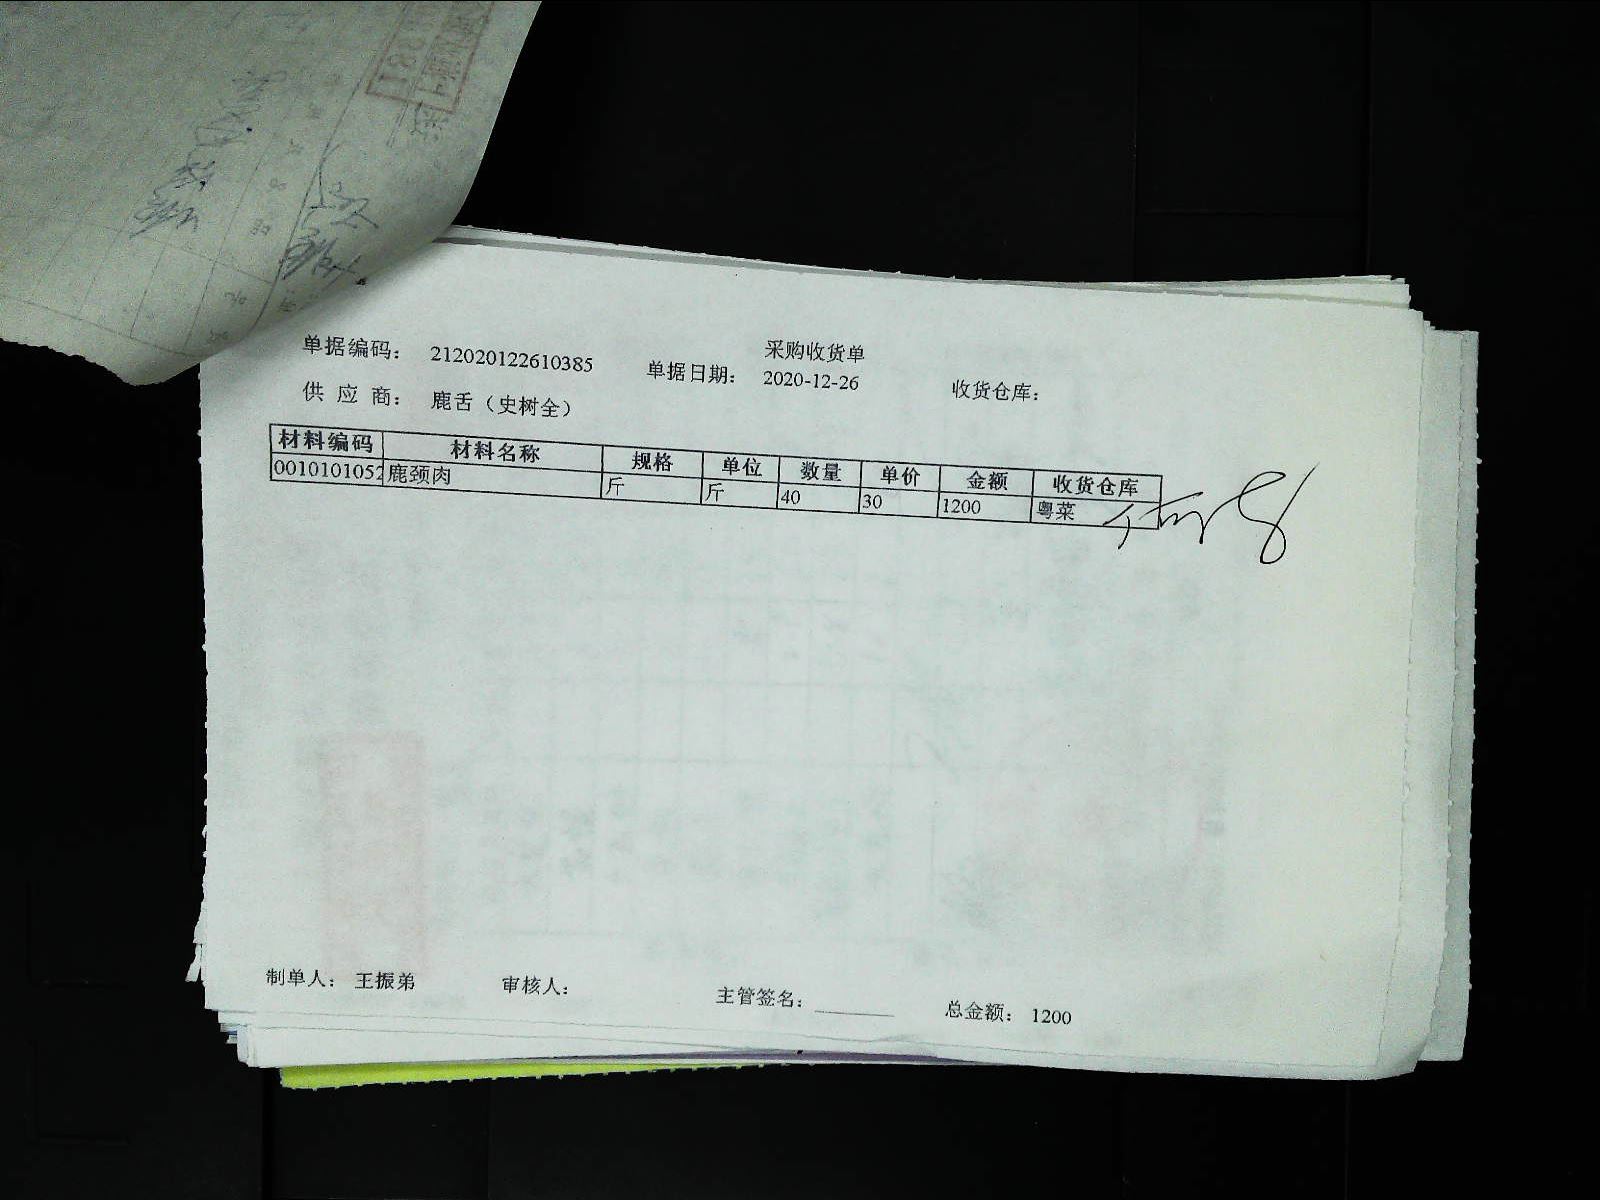 采购收货单
单据编码： 212020122610385 单据日期： 2020-12-26 收货仓库：
供应商： 鹿舌（史树全）
材料编码 材料名称 规格 单位 数量 单价 金额 收货仓库
0010101052 鹿颈肉 斤 斤 40 30 1200 粤菜
制单人： 王振弟 审核人： 主管签名： 总金额： 1200